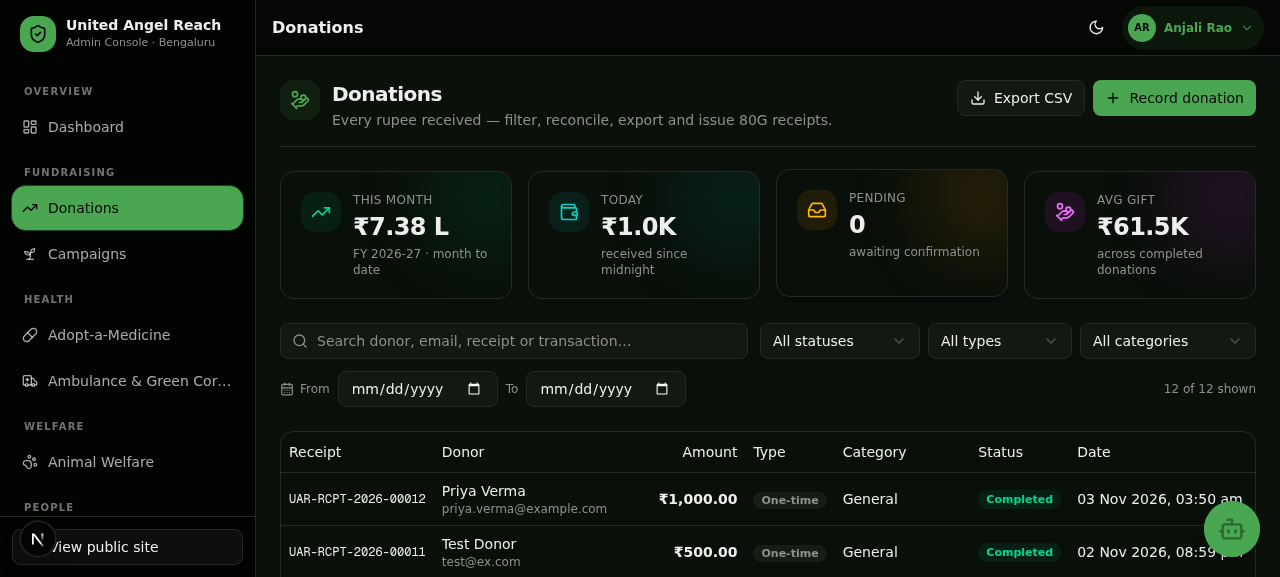 United Angel Reach
Admin Console · Bengaluru
OVERVIEW
Dashboard
FUNDRAISING
Donations
Campaigns
HEALTH
Adopt-a-Medicine
Ambulance & Green Cor...
WELFARE
Animal Welfare
PEOPLE
N
View public site
Donations
AR
Anjali Rao
Donations
Every rupee received — filter, reconcile, export and issue 80G receipts.
Export CSV
Record donation
THIS MONTH
₹7.38 L
FY 2026-27 · month to
date
TODAY
₹1.0K
received since
midnight
PENDING
0
awaiting confirmation
AVG GIFT
₹61.5K
across completed
donations
Search donor, email, receipt or transaction...
All statuses
All types
All categories
From mm/dd/yyyy To mm/dd/yyyy
12 of 12 shown
Receipt Donor Amount Type Category Status Date
UAR-RCPT-2026-00012 Priya Verma ₹1,000.00 One-time General Completed 03 Nov 2026, 03:50 am
priya.verma@example.com
UAR-RCPT-2026-00011 Test Donor ₹500.00 One-time General Completed 02 Nov 2026, 08:59
test@ex.com